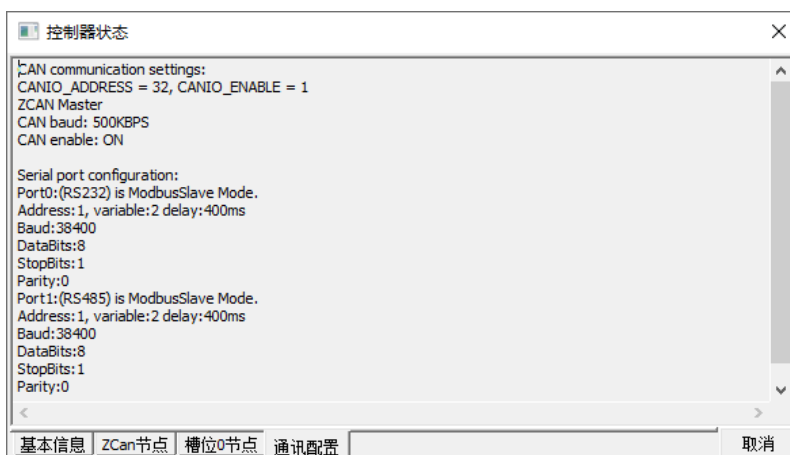 控制器状态
CAN communication settings:
CANIO_ADDRESS = 32, CANIO_ENABLE = 1
ZCAN Master
CAN baud: 500KBPS
CAN enable: ON
Serial port configuration:
Port0:(RS232) is ModbusSlave Mode.
Address:1, variable:2 delay:400ms
Baud:38400
DataBits:8
StopBits:1
Parity:0
Port1:(RS485) is ModbusSlave Mode.
Address:1, variable:2 delay:400ms
Baud:38400
DataBits:8
StopBits:1
Parity:0
基本信息 ZCan节点 槽位0节点 通讯配置 取消